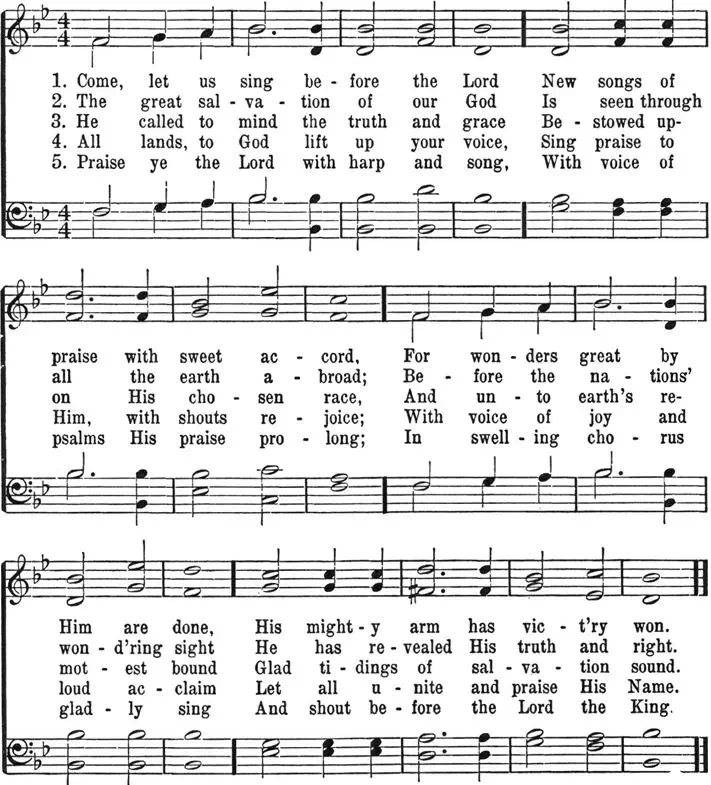 4 4
1. Come, let us sing be - fore the Lord New songs of
2. The great sal - va - tion of our God Is seen through
3. He called to mind the truth and grace Be - stowed up-
4. All lands, to God lift up your voice, Sing praise to
5. Praise ye the Lord with harp and song, With voice of
4 4
praise with sweet ac - cord, For won - ders great by
all the earth a - broad; Be - fore the na - tions'
on His cho - sen race, And un - to earth's re-
Him, with shouts re - joice; With voice of joy and
psalms His praise pro - long; In swell - ing cho - rus
Him are done, His might - y arm has vic - t'ry won.
won - d'ring sight He has re - vealed His truth and right.
mot - est bound Glad ti - dings of sal - va - tion sound.
loud ac - claim Let all u - nite and praise His Name.
glad - ly sing And shout be - fore the Lord the King.